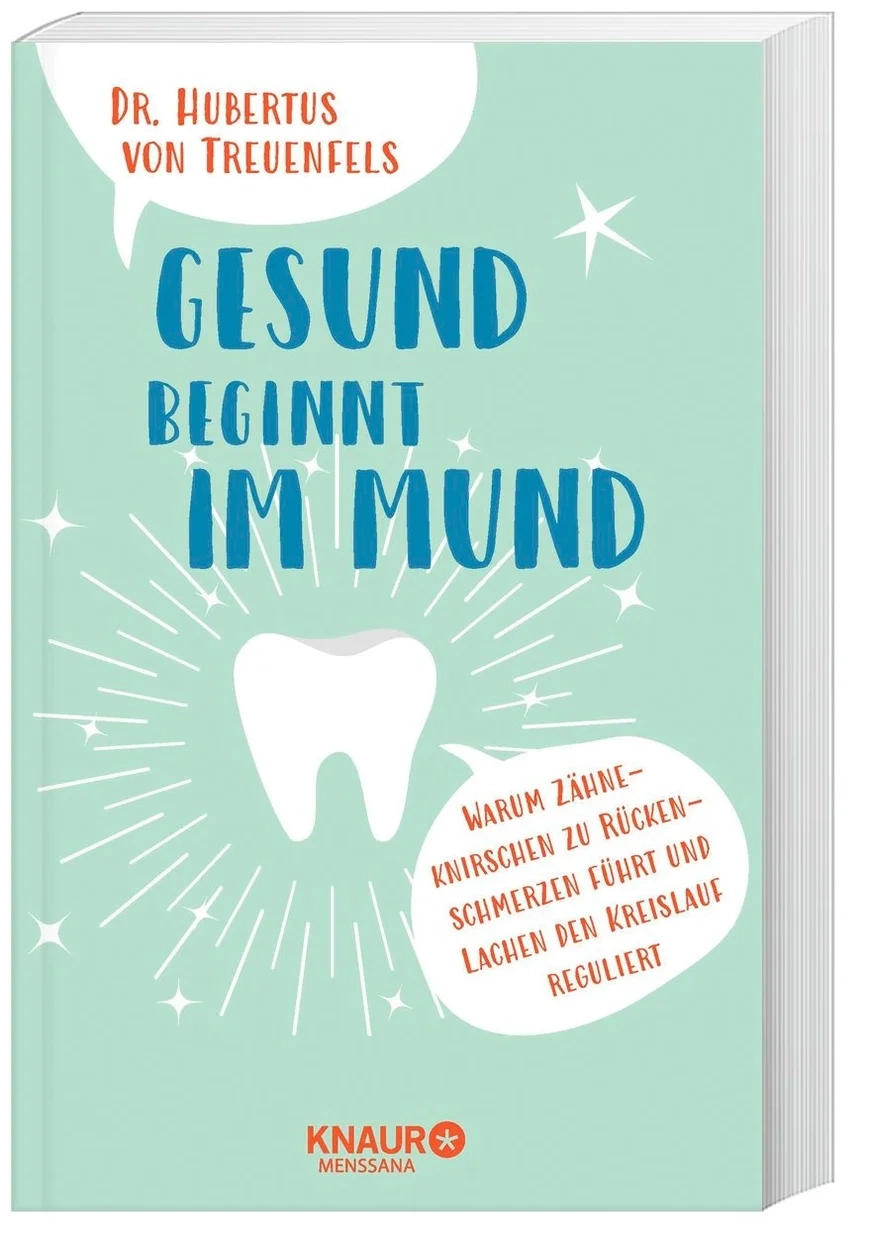 Dr. Hubertus
von Treuenfels
Gesund
beginnt
im Mund
Warum Zähne-
knirschen zu Rücken-
schmerzen führt und
Lachen den Kreislauf
reguliert
KNAUR
MENSSANA